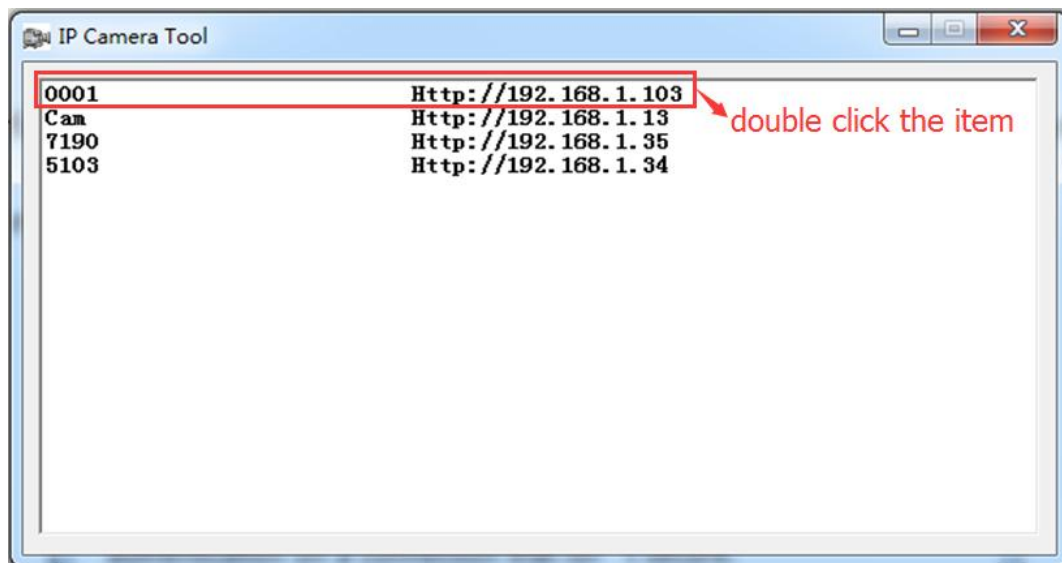 IP Camera Tool
0001 Http://192.168.1.103
Cam Http://192.168.1.13
7190 Http://192.168.1.35
5103 Http://192.168.1.34
double click the item